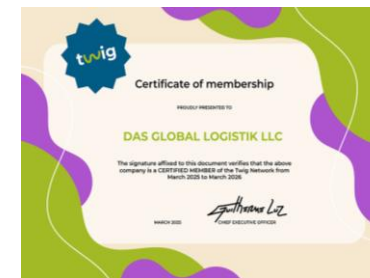 twig
Certificate of membership
PROUDLY PRESENTED TO
DAS GLOBAL LOGISTIK LLC
The signature affixed to this document verifies that the above
company is a CERTIFIED MEMBER of the Twig Network from
March 2025 to March 2026
Guilherme Luz
MARCH 2025
CHIEF EXECUTIVE OFFICER